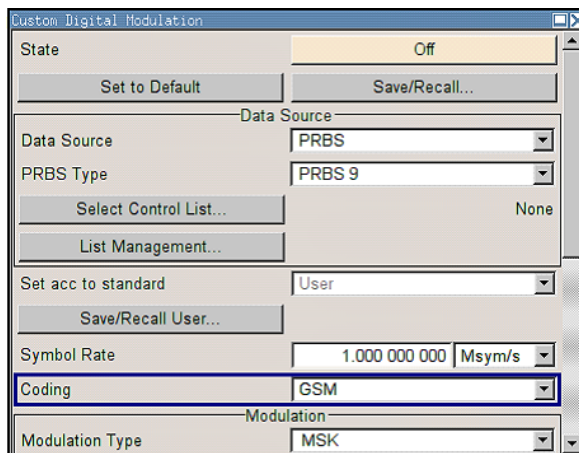 Custom Digital Modulation
State Off
Set to Default Save/Recall...
Data Source
Data Source PRBS
PRBS Type PRBS 9
Select Control List... None
List Management...
Set acc to standard User
Save/Recall User...
Symbol Rate 1.000 000 000 Msym/s
Coding GSM
Modulation
Modulation Type MSK